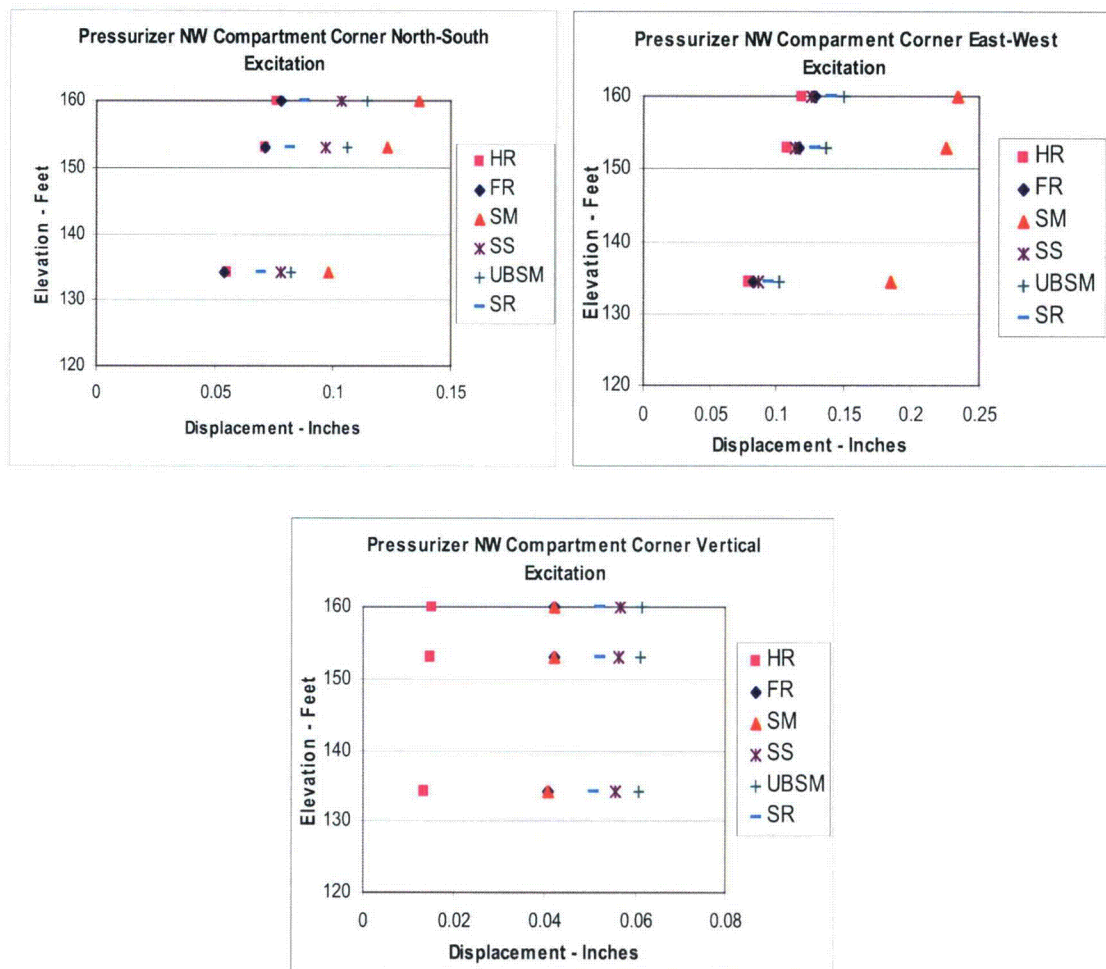 Pressurizer NW Compartment Corner North-South
Excitation
160
150
140
130
120
Elevation - Feet
0
0.05
0.1
0.15
Displacement - Inches
HR
FR
SM
SS
UBSM
SR
Pressurizer NW Comparment Corner East-West
Excitation
160
150
140
130
120
Elevation - Feet
0
0.05
0.1
0.15
0.2
0.25
Displacement - Inches
HR
FR
SM
SS
UBSM
SR
Pressurizer NW Compartment Corner Vertical
Excitation
160
150
140
130
120
Elevation - Feet
0
0.02
0.04
0.06
0.08
Displacement - Inches
HR
FR
SM
SS
UBSM
SR